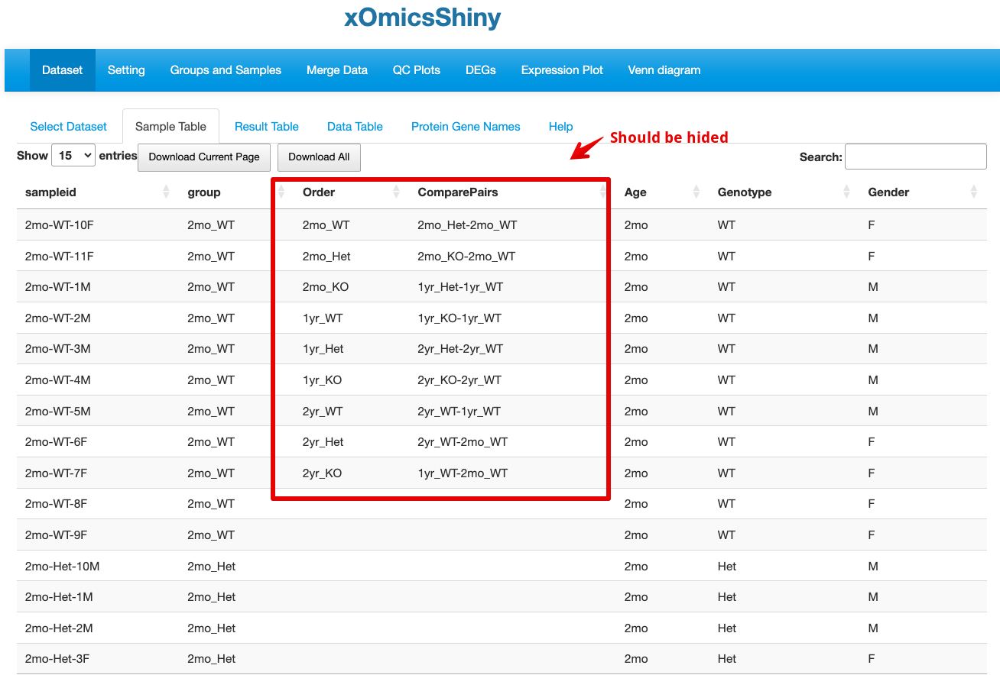 xOmicsShiny
Dataset Setting Groups and Samples Merge Data QC Plots DEGs Expression Plot Venn diagram
Select Dataset Sample Table Result Table Data Table Protein Gene Names Help
Should be hided
Show 15 entries Download Current Page Download All Search:
sampleid group Order ComparePairs Age Genotype Gender
2mo-WT-10F 2mo_WT 2mo_WT 2mo_Het-2mo_WT 2mo WT F
2mo-WT-11F 2mo_WT 2mo_Het 2mo_KO-2mo_WT 2mo WT F
2mo-WT-1M 2mo_WT 2mo_KO 1yr_Het-1yr_WT 2mo WT M
2mo-WT-2M 2mo_WT 1yr_WT 1yr_KO-1yr_WT 2mo WT M
2mo-WT-3M 2mo_WT 1yr_Het 2yr_Het-2yr_WT 2mo WT M
2mo-WT-4M 2mo_WT 1yr_KO 2yr_KO-2yr_WT 2mo WT M
2mo-WT-5M 2mo_WT 2yr_WT 2yr_WT-1yr_WT 2mo WT M
2mo-WT-6F 2mo_WT 2yr_Het 2yr_WT-2mo_WT 2mo WT F
2mo-WT-7F 2mo_WT 2yr_KO 1yr_WT-2mo_WT 2mo WT F
2mo-WT-8F 2mo_WT 2mo WT F
2mo-WT-9F 2mo_WT 2mo WT F
2mo-Het-10M 2mo_Het 2mo Het M
2mo-Het-1M 2mo_Het 2mo Het M
2mo-Het-2M 2mo_Het 2mo Het M
2mo-Het-3F 2mo_Het 2mo Het F